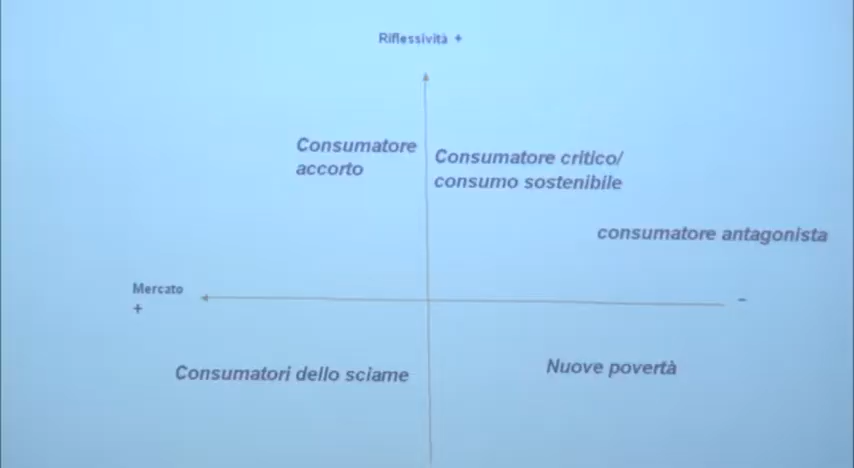 Riflessività +
Consumatore
accorto
Consumatore critico/
consumo sostenibile
consumatore antagonista
Mercato
+
-
Consumatori dello sciame
Nuove povertà